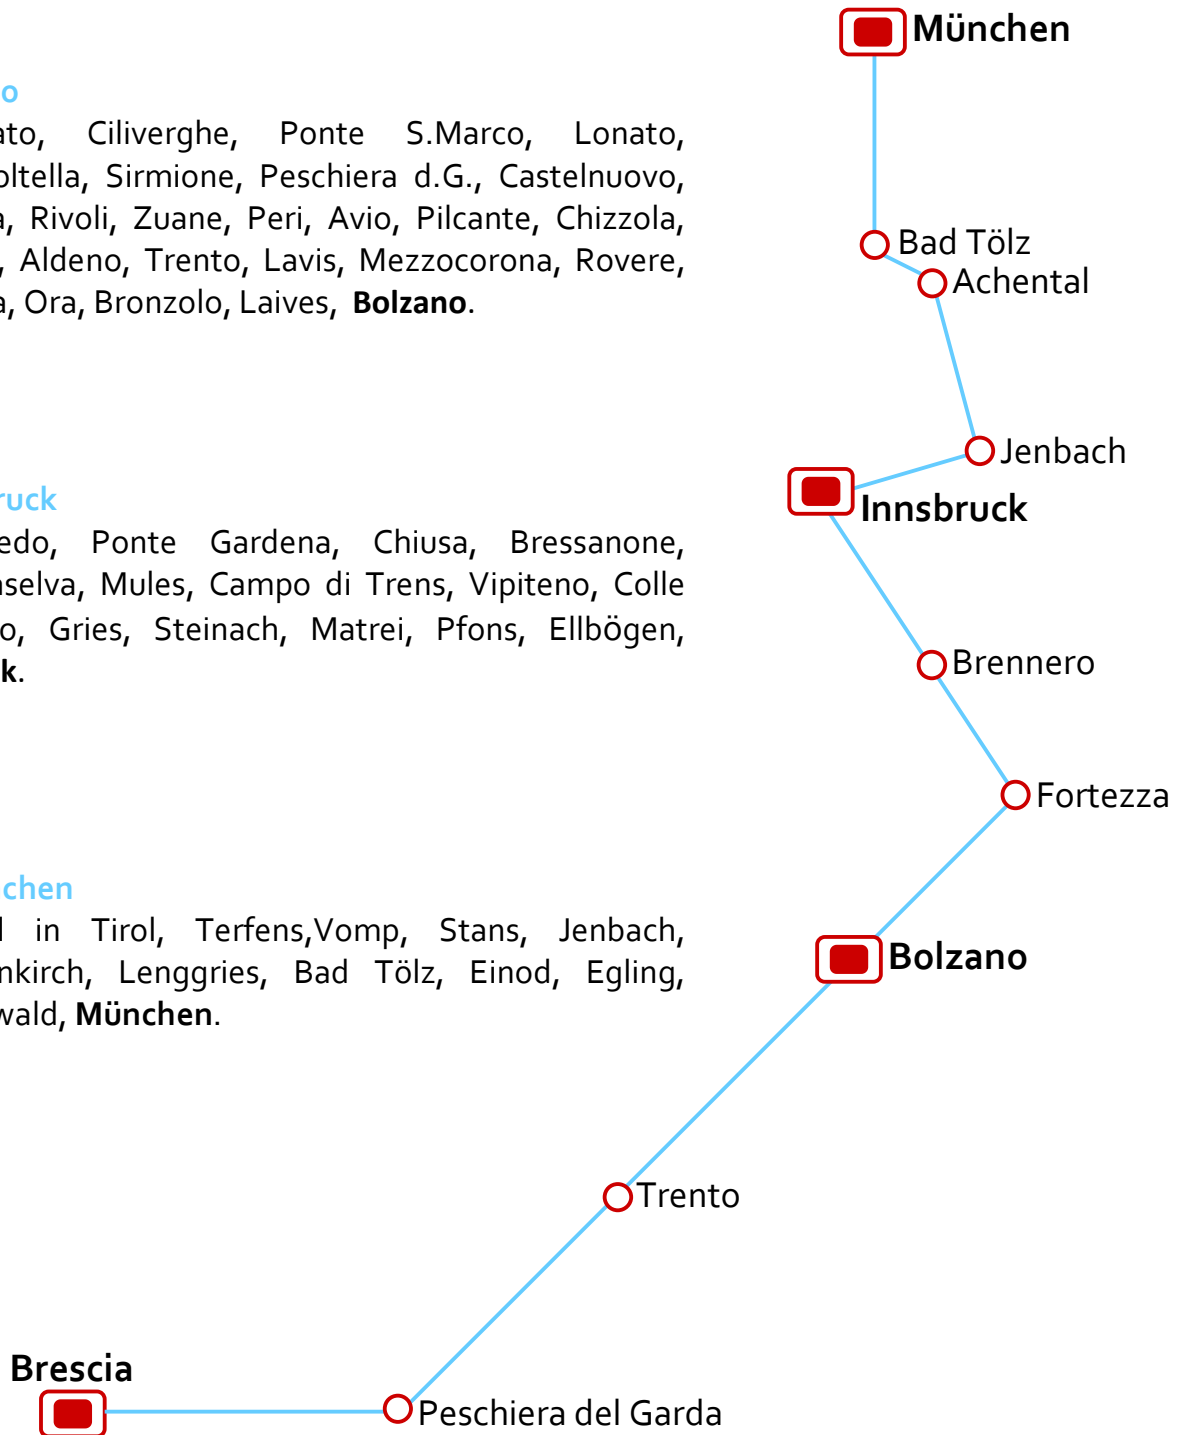 o
ato, Ciliverghe, Ponte S.Marco, Lonato,
oltella, Sirmione, Peschiera d.G., Castelnuovo,
a, Rivoli, Zuane, Peri, Avio, Pilcante, Chizzola,
, Aldeno, Trento, Lavis, Mezzocorona, Rovere,
a, Ora, Bronzolo, Laives, Bolzano.
ruck
edo, Ponte Gardena, Chiusa, Bressanone,
aselva, Mules, Campo di Trens, Vipiteno, Colle
o, Gries, Steinach, Matrei, Pfons, Ellbögen,
k.
chen
l in Tirol, Terfens,Vomp, Stans, Jenbach,
nkirch, Lenggries, Bad Tölz, Einod, Egling,
wald, München.
München
Bad Tölz
Achental
Jenbach
Innsbruck
Brennero
Fortezza
Bolzano
Trento
Brescia
Peschiera del Garda